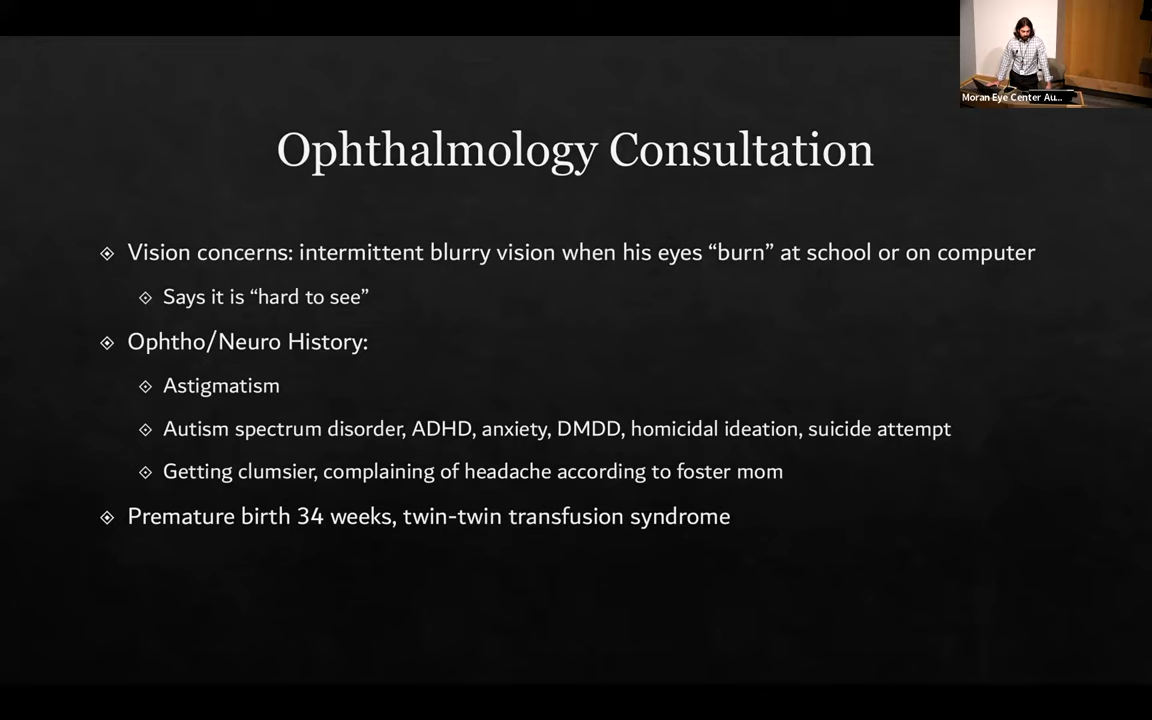 Moran Eye Center Au...
Ophthalmology Consultation
Vision concerns: intermittent blurry vision when his eyes “burn” at school or on computer
Says it is “hard to see”
Ophtho/Neuro History:
Astigmatism
Autism spectrum disorder, ADHD, anxiety, DMDD, homicidal ideation, suicide attempt
Getting clumsier, complaining of headache according to foster mom
Premature birth 34 weeks, twin-twin transfusion syndrome